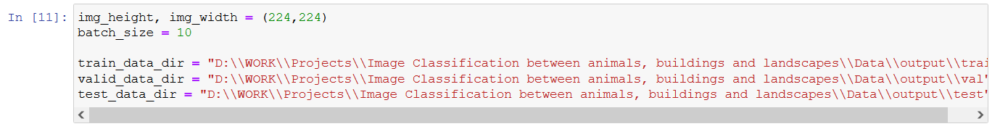 In [11]: img_height, img_width = (224,224)
batch_size = 10
train_data_dir = "D:\\WORK\\Projects\\Image Classification between animals, buildings and landscapes\\Data\\output\\trai
valid_data_dir = "D:\\WORK\\Projects\\Image Classification between animals, buildings and landscapes\\Data\\output\\val"
test_data_dir = "D:\\WORK\\Projects\\Image Classification between animals, buildings and landscapes\\Data\\output\\test"